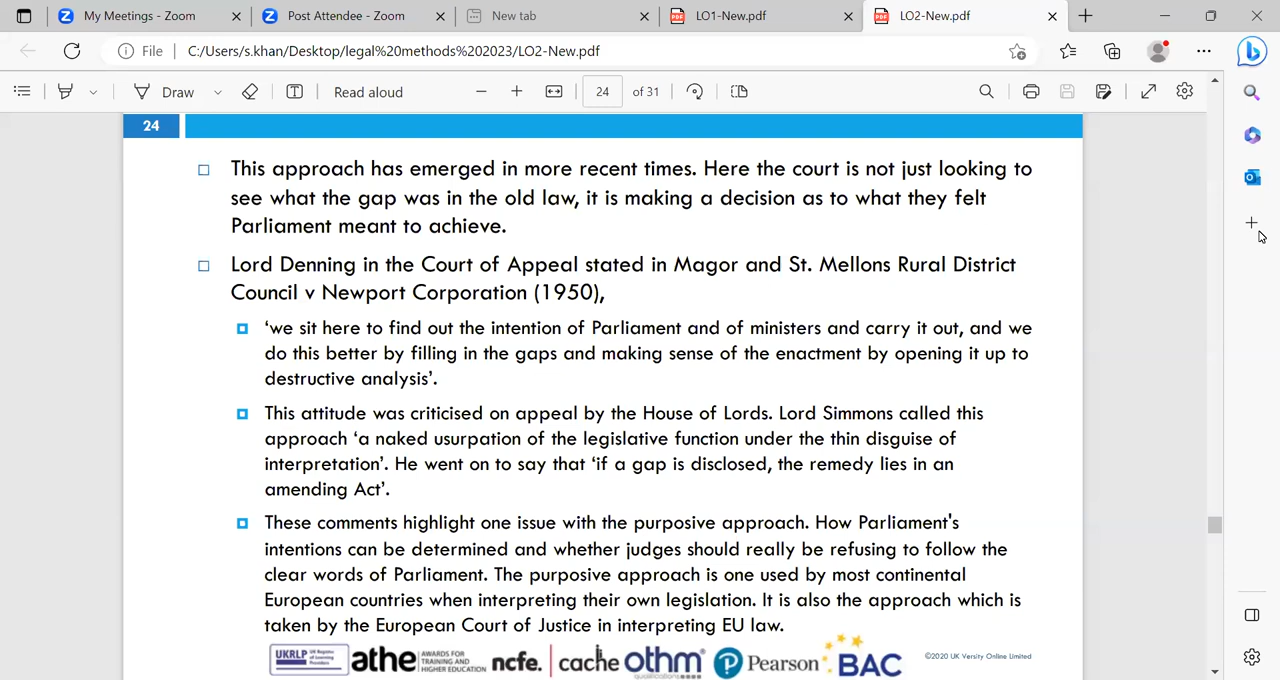 My Meetings - Zoom
Post Attendee - Zoom
New tab
LO1-New.pdf
LO2-New.pdf
File
C:/Users/s.khan/Desktop/legal%20methods%202023/LO2-New.pdf
Draw
Read aloud
24
of 31
24
This approach has emerged in more recent times. Here the court is not just looking to
see what the gap was in the old law, it is making a decision as to what they felt
Parliament meant to achieve.
Lord Denning in the Court of Appeal stated in Magor and St. Mellons Rural District
Council v Newport Corporation (1950),
‘we sit here to find out the intention of Parliament and of ministers and carry it out, and we
do this better by filling in the gaps and making sense of the enactment by opening it up to
destructive analysis’.
This attitude was criticised on appeal by the House of Lords. Lord Simmons called this
approach ‘a naked usurpation of the legislative function under the thin disguise of
interpretation’. He went on to say that ‘if a gap is disclosed, the remedy lies in an
amending Act’.
These comments highlight one issue with the purposive approach. How Parliament's
intentions can be determined and whether judges should really be refusing to follow the
clear words of Parliament. The purposive approach is one used by most continental
European countries when interpreting their own legislation. It is also the approach which is
taken by the European Court of Justice in interpreting EU law.
UKRLP UK Register of Learning Providers
athe AWARDS FOR TRAINING AND HIGHER EDUCATION
ncfe.
cache
othm qualifications
Pearson
BAC
©2020 UK Versity Online Limited